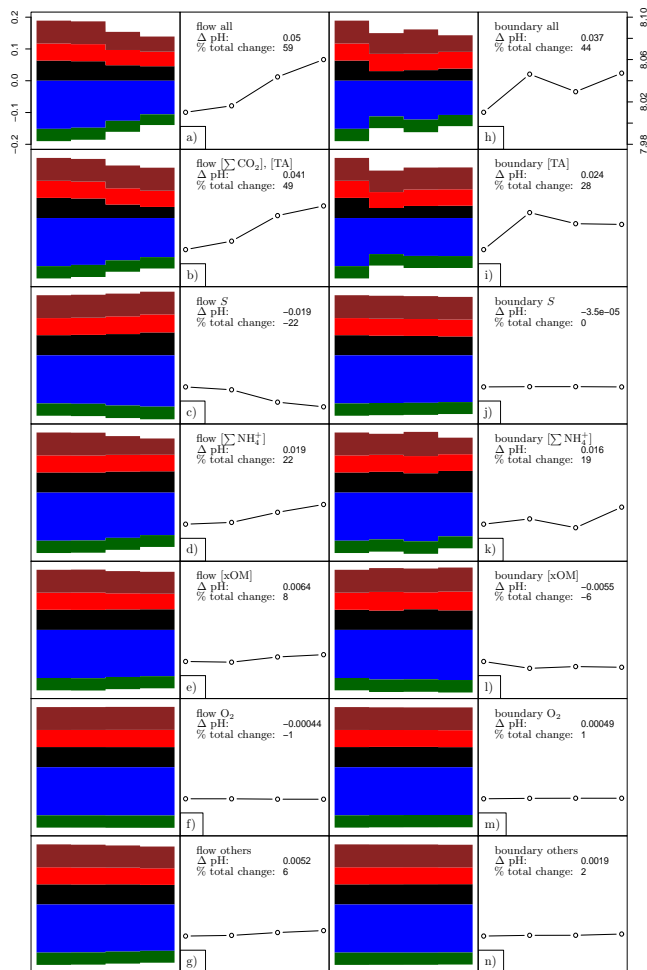 0.2
0.1
0.0
−0.1
−0.2
flow all
Δ pH: 0.05
% total change: 59
a)
boundary all
Δ pH: 0.037
% total change: 44
h)
8.10
8.06
8.02
7.98
flow [∑ CO₂], [TA]
Δ pH: 0.041
% total change: 49
b)
boundary [TA]
Δ pH: 0.024
% total change: 28
i)
flow S
Δ pH: −0.019
% total change: −22
c)
boundary S
Δ pH: −3.5e−05
% total change: 0
j)
flow [∑ NH₄⁺]
Δ pH: 0.019
% total change: 22
d)
boundary [∑ NH₄⁺]
Δ pH: 0.016
% total change: 19
k)
flow [xOM]
Δ pH: 0.0064
% total change: 8
e)
boundary [xOM]
Δ pH: −0.0055
% total change: −6
l)
flow O₂
Δ pH: −0.00044
% total change: −1
f)
boundary O₂
Δ pH: 0.00049
% total change: 1
m)
flow others
Δ pH: 0.0052
% total change: 6
g)
boundary others
Δ pH: 0.0019
% total change: 2
n)